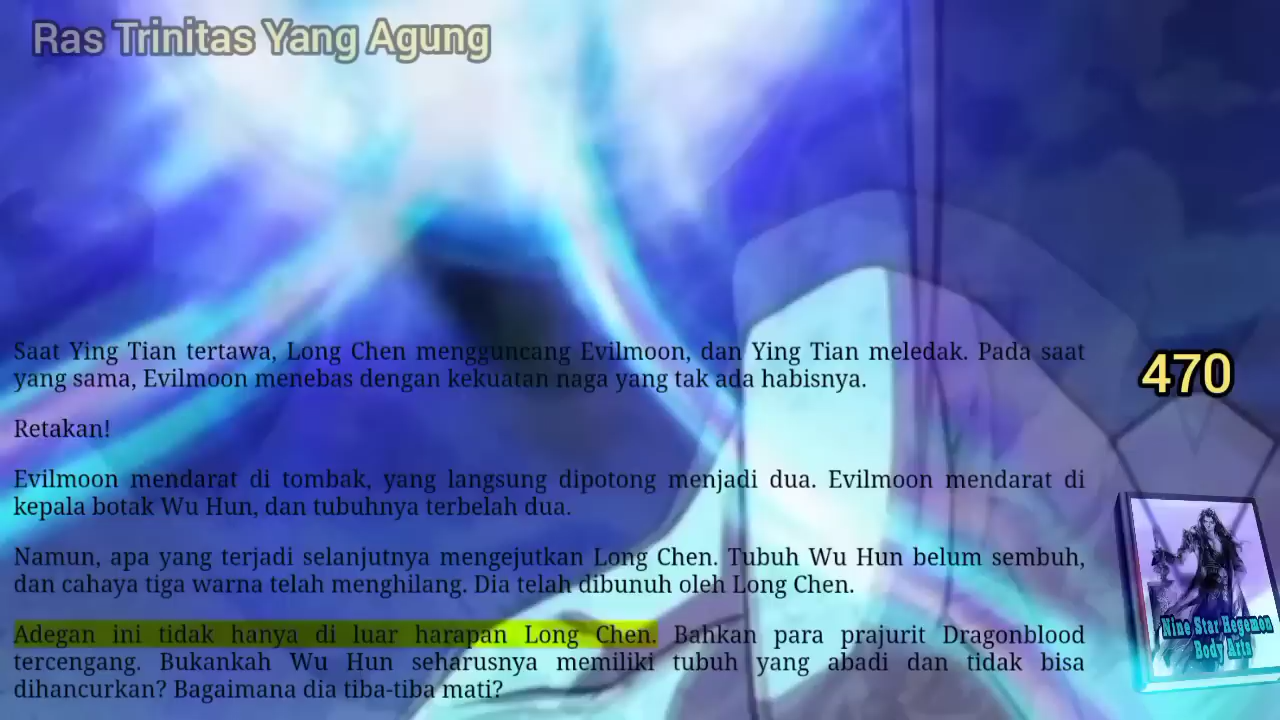 Ras Trinitas Yang Agung
Saat Ying Tian tertawa, Long Chen mengguncang Evilmoon, dan Ying Tian meledak. Pada saat
yang sama, Evilmoon menebas dengan kekuatan naga yang tak ada habisnya.
470
Retakan!
Evilmoon mendarat di tombak, yang langsung dipotong menjadi dua. Evilmoon mendarat di
kepala botak Wu Hun, dan tubuhnya terbelah dua.
Namun, apa yang terjadi selanjutnya mengejutkan Long Chen. Tubuh Wu Hun belum sembuh,
dan cahaya tiga warna telah menghilang. Dia telah dibunuh oleh Long Chen.
Adegan ini tidak hanya di luar harapan Long Chen. Bahkan para prajurit Dragonblood
tercengang. Bukankah Wu Hun seharusnya memiliki tubuh yang abadi dan tidak bisa
dihancurkan? Bagaimana dia tiba-tiba mati?
Nine Star Hegemon
Body Arts